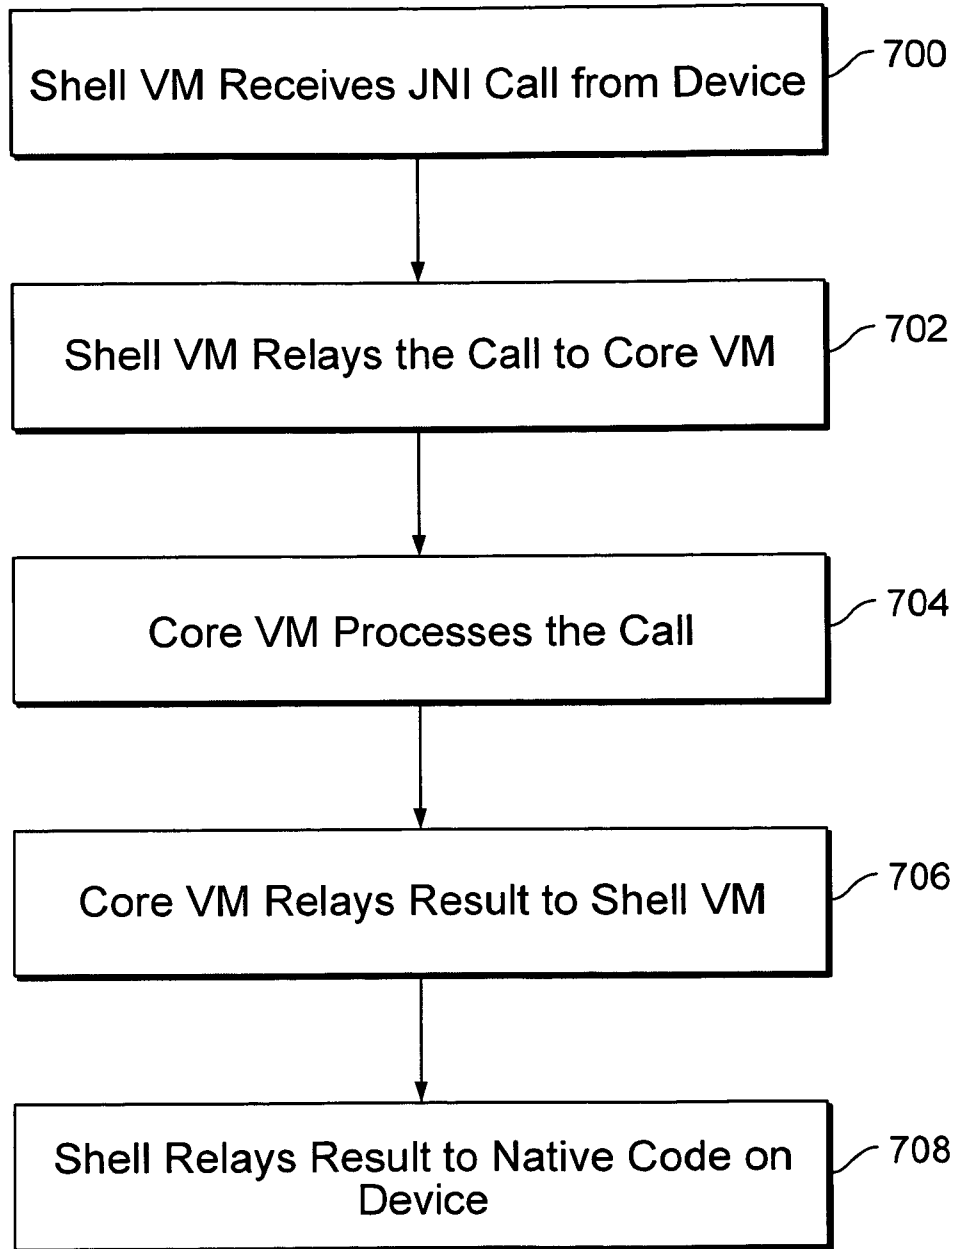 Shell VM Receives JNI Call from Device
700
Shell VM Relays the Call to Core VM
702
Core VM Processes the Call
704
Core VM Relays Result to Shell VM
706
Shell Relays Result to Native Code on
Device
708